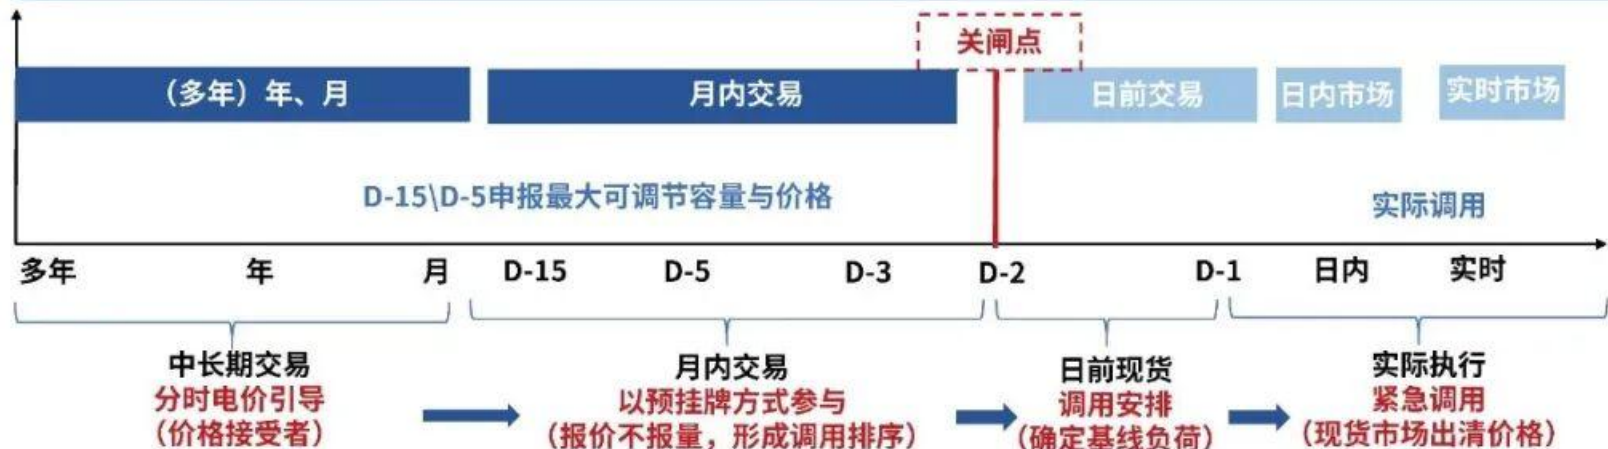 关闸点
（多年）年、月
月内交易
日前交易
日内市场
实时市场
D-15\D-5申报最大可调节容量与价格
实际调用
多年
年
月
D-15
D-5
D-3
D-2
D-1
日内
实时
中长期交易
分时电价引导
（价格接受者）
月内交易
以预挂牌方式参与
（报价不报量，形成调用排序）
日前现货
调用安排
（确定基线负荷）
实际执行
紧急调用
（现货市场出清价格）